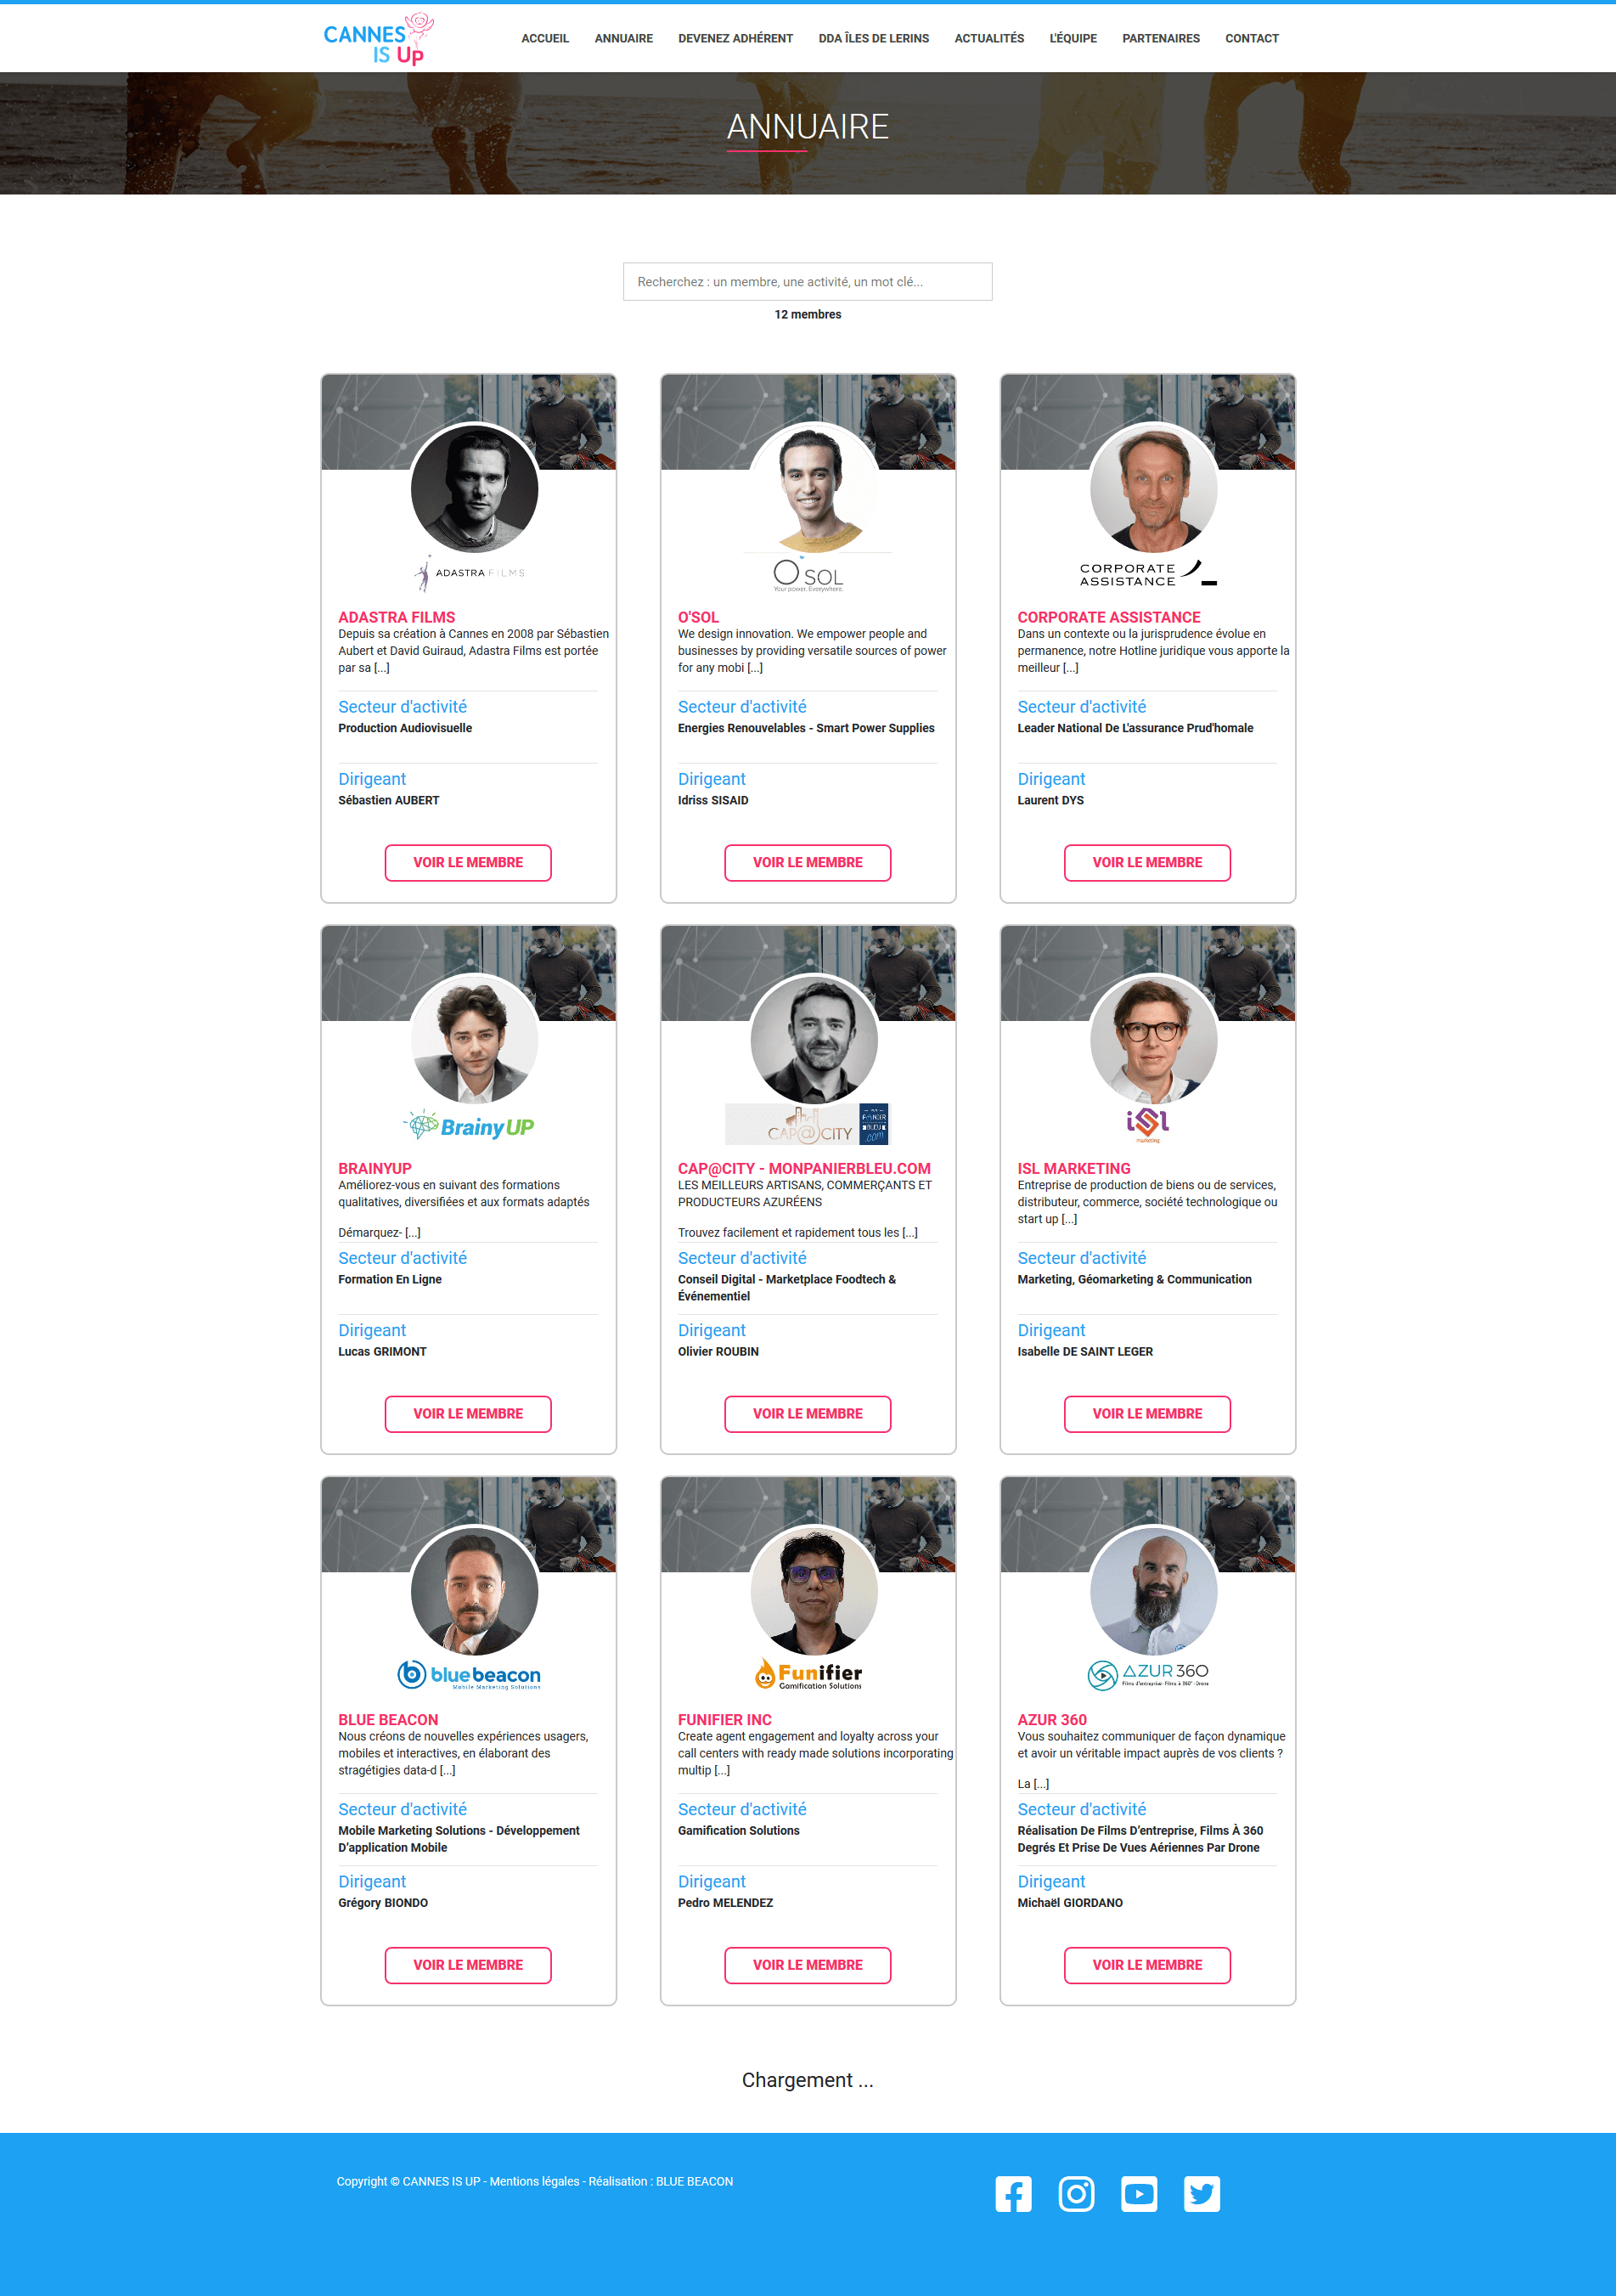 CANNES
IS Up
ACCUEIL ANNUAIRE DEVENEZ ADHÉRENT DDA ÎLES DE LERINS ACTUALITÉS L'ÉQUIPE PARTENAIRES CONTACT
ANNUAIRE
Recherchez : un membre, une activité, un mot clé...
12 membres
ADASTRA FILMS
ADASTRA FILMS
Depuis sa création à Cannes en 2008 par Sébastien
Aubert et David Guiraud, Adastra Films est portée
par sa [...]
Secteur d'activité
Production Audiovisuelle
Dirigeant
Sébastien AUBERT
VOIR LE MEMBRE
O'SOL
Your power. Everywhere.
O'SOL
We design innovation. We empower people and
businesses by providing versatile sources of power
for any mobi [...]
Secteur d'activité
Energies Renouvelables - Smart Power Supplies
Dirigeant
Idriss SISAID
VOIR LE MEMBRE
CORPORATE
ASSISTANCE
CORPORATE ASSISTANCE
Dans un contexte ou la jurisprudence évolue en
permanence, notre Hotline juridique vous apporte la
meilleur [...]
Secteur d'activité
Leader National De L'assurance Prud'homale
Dirigeant
Laurent DYS
VOIR LE MEMBRE
Brainy UP
BRAINYUP
Améliorez-vous en suivant des formations
qualitatives, diversifiées et aux formats adaptés
Démarquez- [...]
Secteur d'activité
Formation En Ligne
Dirigeant
Lucas GRIMONT
VOIR LE MEMBRE
CAP@CITY
MON
PANIER
BLEU
.com
CAP@CITY - MONPANIERBLEU.COM
LES MEILLEURS ARTISANS, COMMERÇANTS ET
PRODUCTEURS AZURÉENS
Trouvez facilement et rapidement tous les [...]
Secteur d'activité
Conseil Digital - Marketplace Foodtech &
Événementiel
Dirigeant
Olivier ROUBIN
VOIR LE MEMBRE
iSl
marketing
ISL MARKETING
Entreprise de production de biens ou de services,
distributeur, commerce, société technologique ou
start up [...]
Secteur d'activité
Marketing, Géomarketing & Communication
Dirigeant
Isabelle DE SAINT LEGER
VOIR LE MEMBRE
bluebeacon
Mobile Marketing Solutions
BLUE BEACON
Nous créons de nouvelles expériences usagers,
mobiles et interactives, en élaborant des
stragétigies data-d [...]
Secteur d'activité
Mobile Marketing Solutions - Développement
D'application Mobile
Dirigeant
Grégory BIONDO
VOIR LE MEMBRE
Funifier
Gamification Solutions
FUNIFIER INC
Create agent engagement and loyalty across your
call centers with ready made solutions incorporating
multip [...]
Secteur d'activité
Gamification Solutions
Dirigeant
Pedro MELENDEZ
VOIR LE MEMBRE
AZUR 360
Films d'entreprise- Films à 360° - Drone
AZUR 360
Vous souhaitez communiquer de façon dynamique
et avoir un véritable impact auprès de vos clients ?
La [...]
Secteur d'activité
Réalisation De Films D'entreprise, Films À 360
Degrés Et Prise De Vues Aériennes Par Drone
Dirigeant
Michaël GIORDANO
VOIR LE MEMBRE
Chargement ...
Copyright © CANNES IS UP - Mentions légales - Réalisation : BLUE BEACON